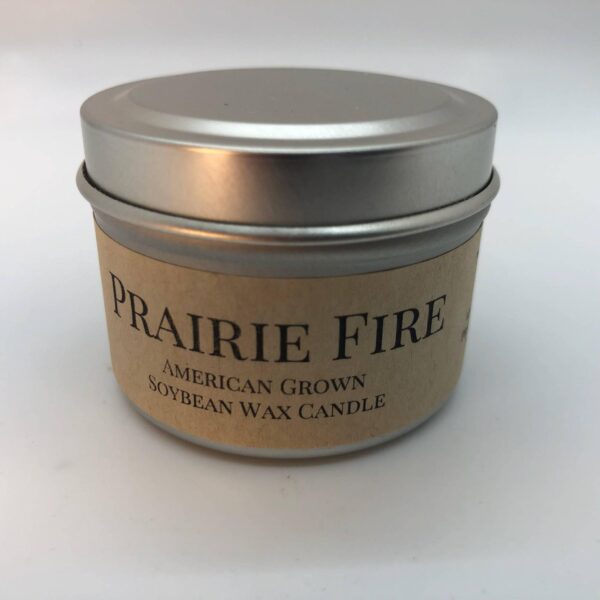 Prairie Fire
American Grown
Soybean Wax Candle